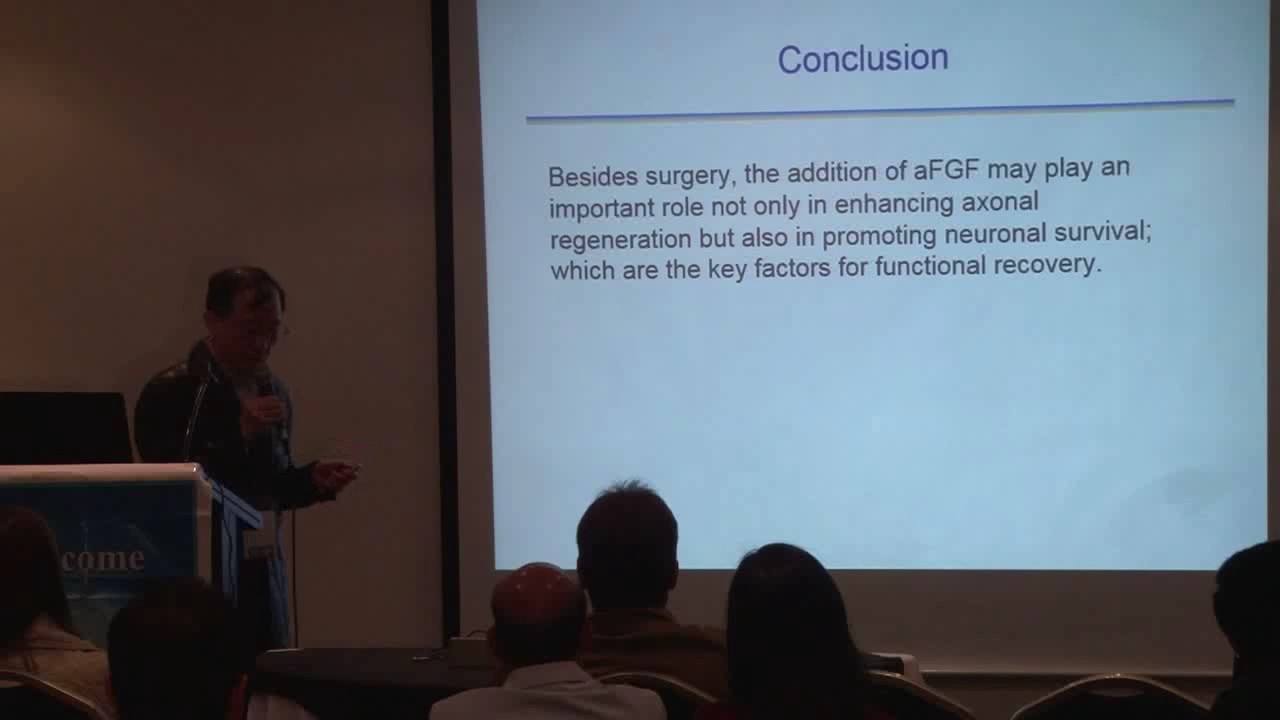 Conclusion
Besides surgery, the addition of aFGF may play an
important role not only in enhancing axonal
regeneration but also in promoting neuronal survival;
which are the key factors for functional recovery.
come